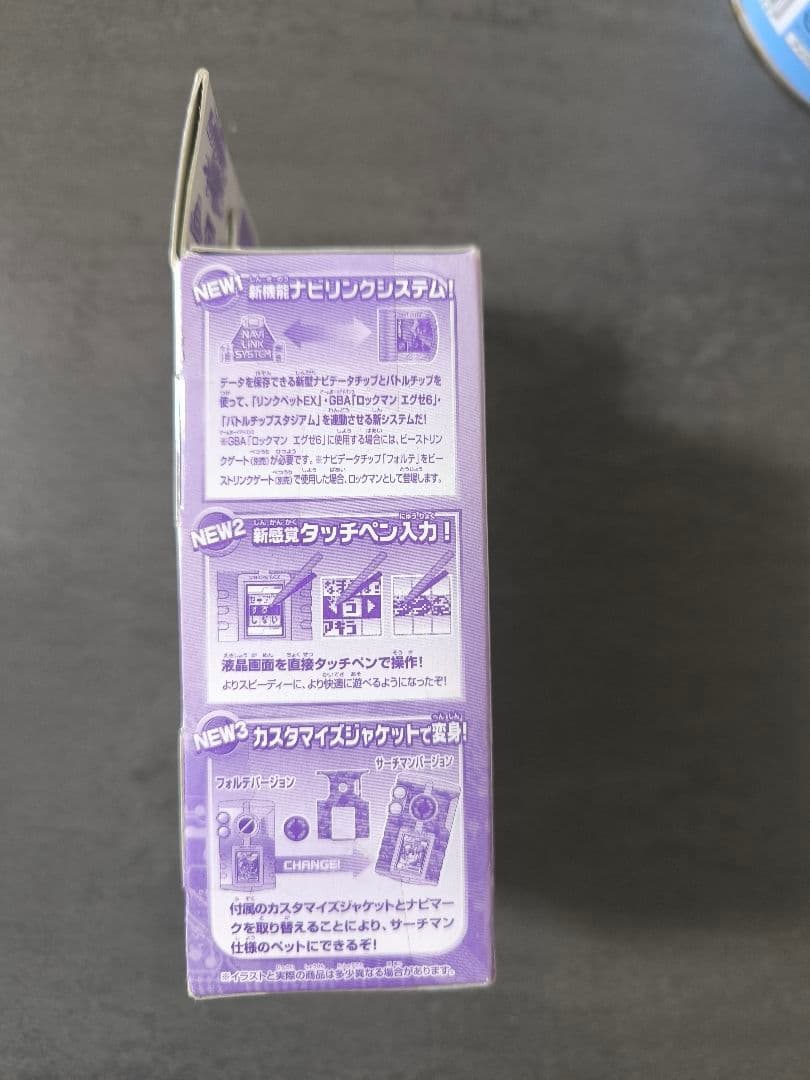 NEW1 新機能ナビリンクシステム!
NAVI
LINK
SYSTEM
データを保存できる新型ナビデータチップとバトルチップを
使って、「リンクペットEX」・GBA「ロックマン エグゼ6」・
「バトルチップスタジアム」を連動させる新システムだ!
※GBA「ロックマン エグゼ6」に使用する場合には、ビーストリン
クゲート(別売)が必要です。※ナビデータチップ「フォルテ」をビー
ストリンクゲート(別売)で使用した場合、ロックマンとして登場します。
NEW2 新感覚タッチペン入力!
セーブ
する
しない
アキラ
液晶画面を直接タッチペンで操作!
よりスピーディーに、より快適に遊べるようになったぞ!
NEW3 カスタマイズジャケットで変身!
サーチマンバージョン
フォルテバージョン
CHANGE!
付属のカスタマイズジャケットとナビマー
クを取り替えることにより、サーチマン
仕様のペットにできるぞ!
※イラストと実際の商品は多少異なる場合があります。